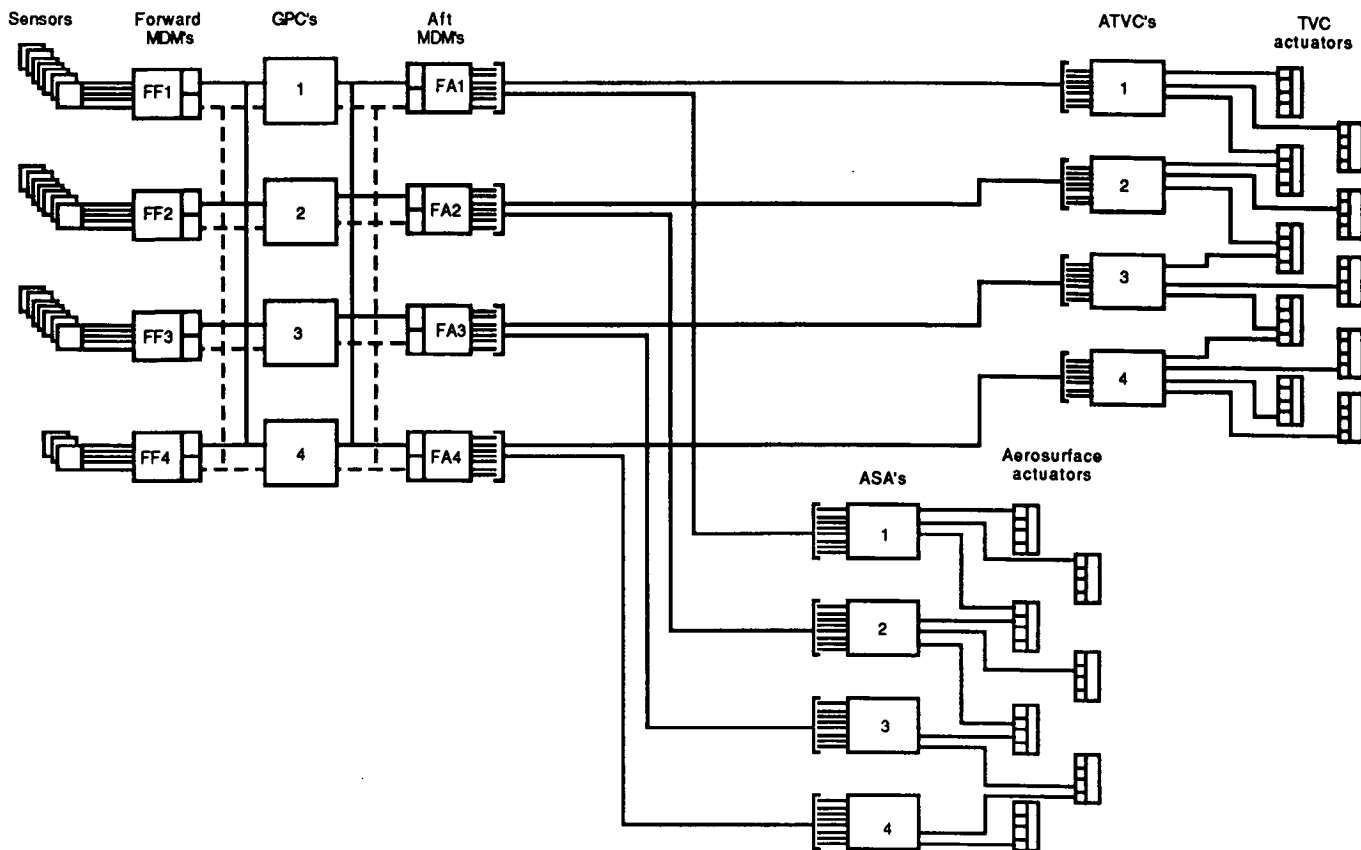 Sensors
Forward
MDM's
GPC's
Aft
MDM's
ATVC's
TVC
actuators
FF1
1
FA1
1
FF2
2
FA2
2
FF3
3
FA3
3
FF4
4
FA4
4
ASA's
Aerosurface
actuators
1
2
3
4